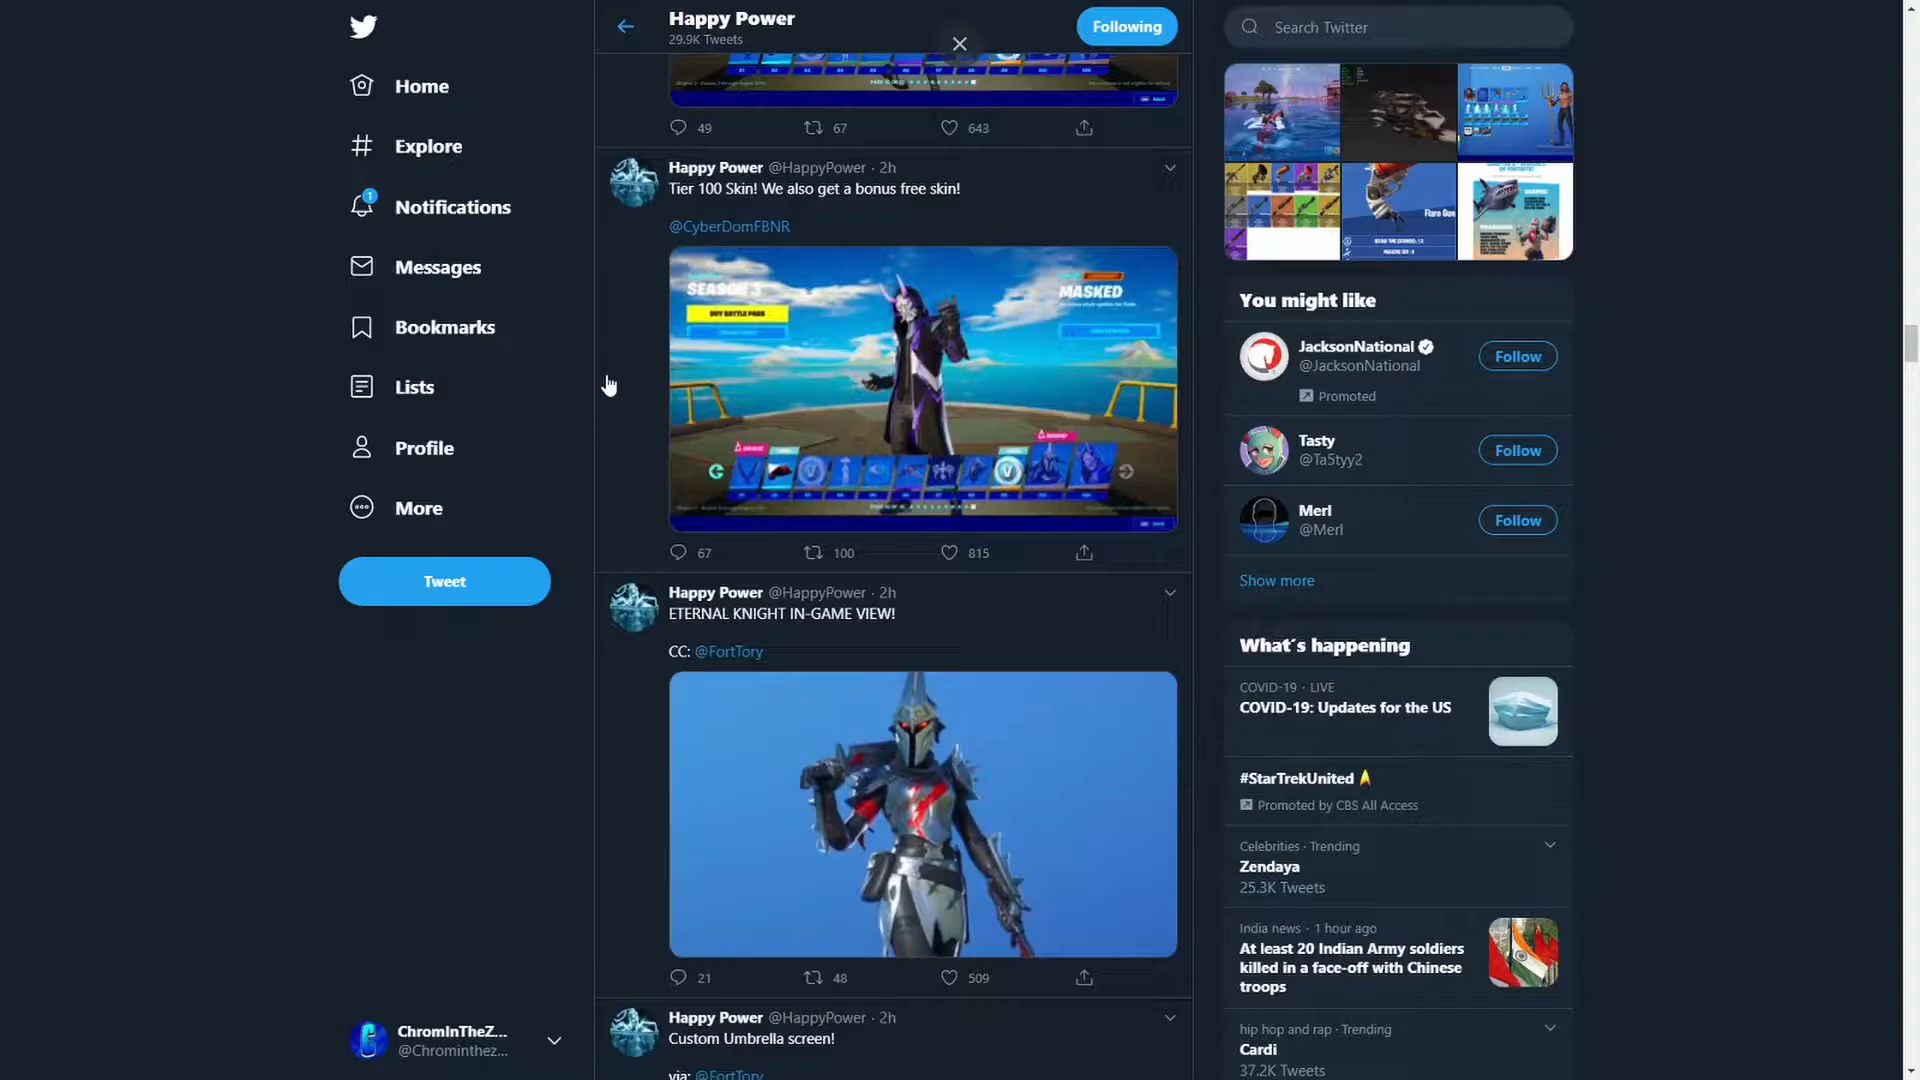 Home
Explore
1
Notifications
Messages
Bookmarks
Lists
Profile
More
Tweet
ChromInTheZ...
@Chrominthez...
Happy Power
29.9K Tweets
Following
49
67
643
Happy Power @HappyPower · 2h
Tier 100 Skin! We also get a bonus free skin!
@CyberDomFBNR
SEASON 3
BUY BATTLE PASS
MASKED
67
100
815
Happy Power @HappyPower · 2h
ETERNAL KNIGHT IN-GAME VIEW!
CC: @FortTory
21
48
509
Happy Power @HappyPower · 2h
Custom Umbrella screen!
via: @FortTory
Search Twitter
Flare Gun
You might like
JacksonNational
@JacksonNational
Promoted
Follow
Tasty
@Ta5tyy2
Follow
Merl
@Merl
Follow
Show more
What´s happening
COVID-19 · LIVE
COVID-19: Updates for the US
#StarTrekUnited
Promoted by CBS All Access
Celebrities · Trending
Zendaya
25.3K Tweets
India news · 1 hour ago
At least 20 Indian Army soldiers
killed in a face-off with Chinese
troops
hip hop and rap · Trending
Cardi
37.2K Tweets